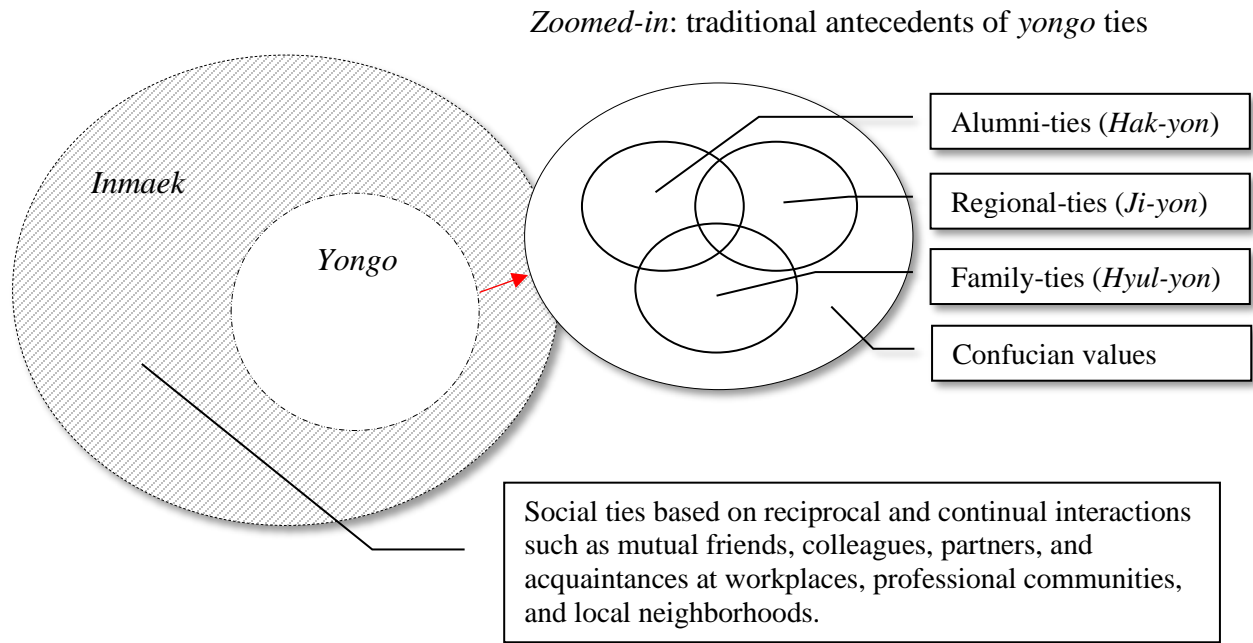 Zoomed-in: traditional antecedents of yongo ties
Inmaek
Yongo
Alumni-ties (Hak-yon)
Regional-ties (Ji-yon)
Family-ties (Hyul-yon)
Confucian values
Social ties based on reciprocal and continual interactions
such as mutual friends, colleagues, partners, and
acquaintances at workplaces, professional communities,
and local neighborhoods.